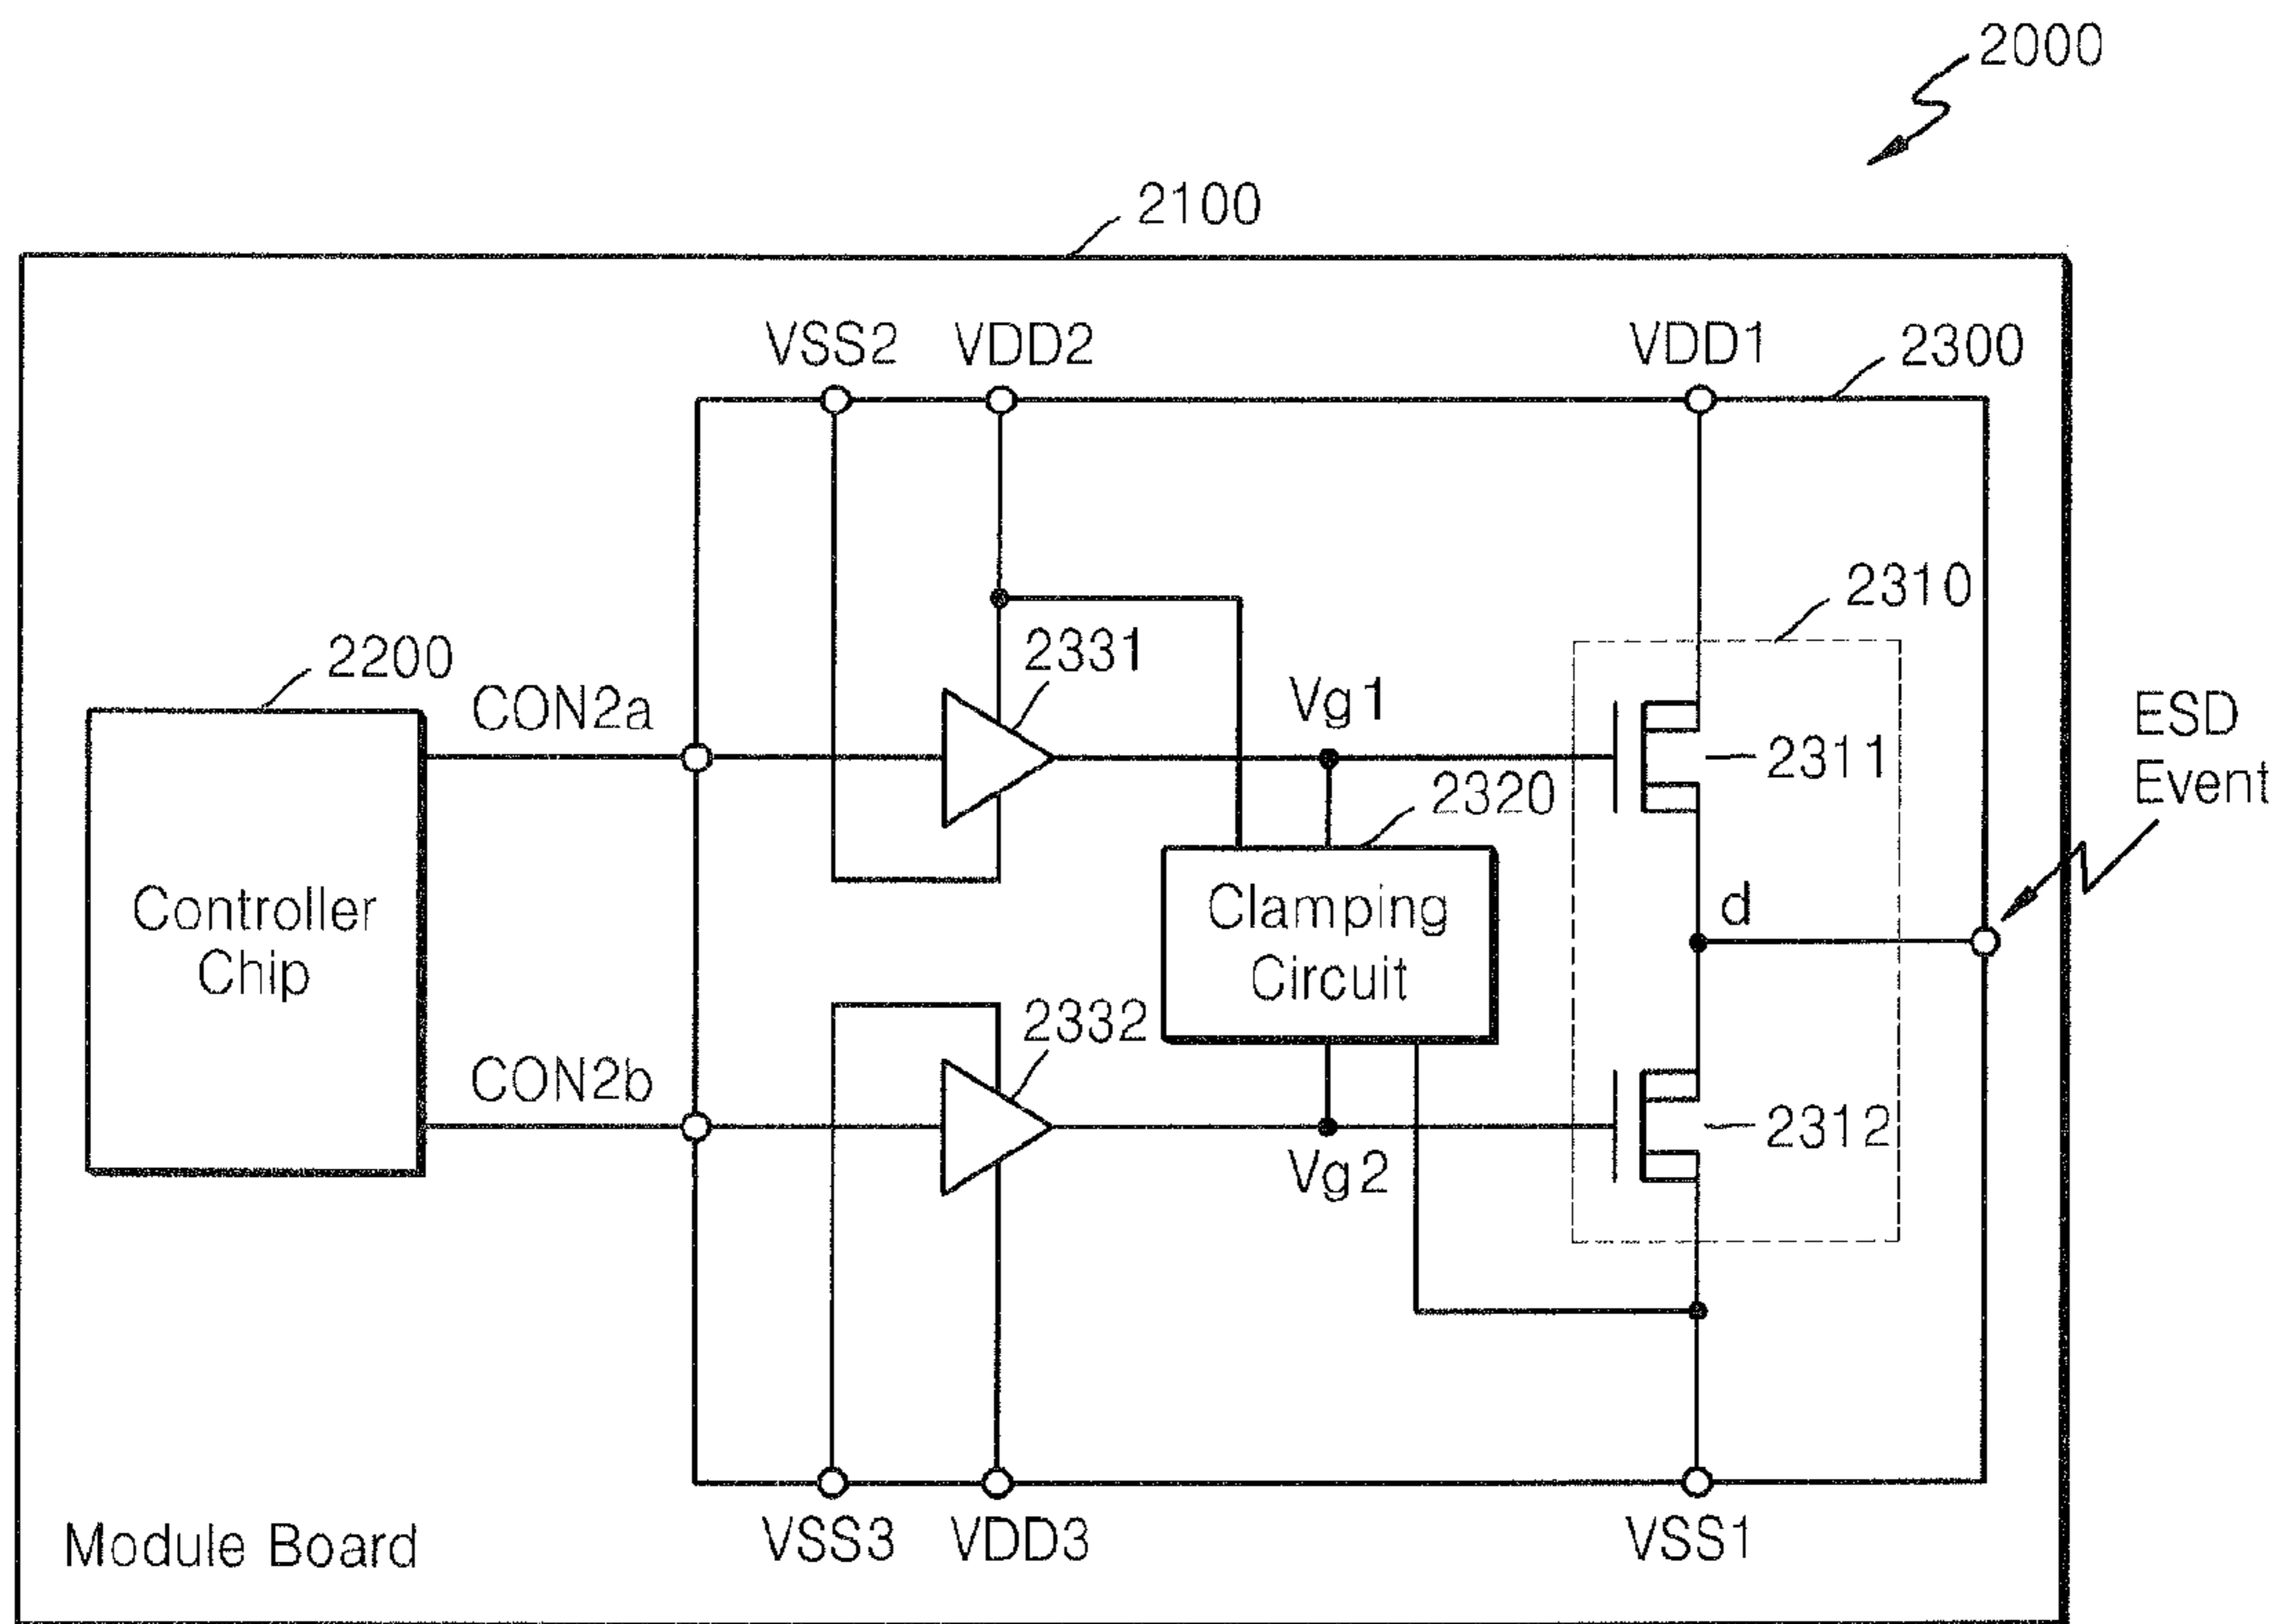 2000
2100
VSS2
VDD2
VDD1
2300
2310
2200
2331
CON2a
Vg1
2311
ESD
Event
2320
Controller
Chip
Clamping
Circuit
d
2332
CON2b
2312
Vg2
Module Board
VSS3
VDD3
VSS1